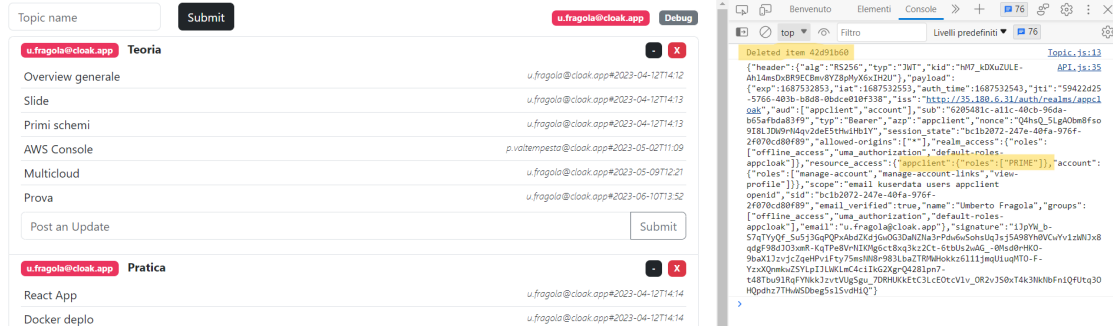 Topic name
Submit
u.fragola@cloak.app
Debug
u.fragola@cloak.app Teoria - X
Overview generale u.fragola@cloak.app#2023-04-12T14:12
Slide u.fragola@cloak.app#2023-04-12T14:13
Primi schemi u.fragola@cloak.app#2023-04-12T14:13
AWS Console p.valtempesta@cloak.app#2023-05-02T11:09
Multicloud u.fragola@cloak.app#2023-05-09T12:21
Prova u.fragola@cloak.app#2023-06-10T13:52
Post an Update Submit
u.fragola@cloak.app Pratica - X
React App u.fragola@cloak.app#2023-04-12T14:14
Docker deplo u.fragola@cloak.app#2023-04-12T14:14
Benvenuto Elementi Console 76
top Filtro Livelli predefiniti 76
Deleted item 42d91b60 Topic.js:13
{"header":{"alg":"RS256","typ":"JWT","kid":"hM7_kDXuZULE- API.js:35
Ahl4msDxBR9ECBmv8YZ8pMyX6xIH2U"},"payload":
{"exp":1687532853,"iat":1687532553,"auth_time":1687532543,"jti":"59422d25
-5766-403b-b8d8-0bdce010f338","iss":"http://35.180.6.31/auth/realms/appcl
oak","aud":["appclient","account"],"sub":"6205481c-a11c-40cb-96da-
b65afbda83f9","typ":"Bearer","azp":"appclient","nonce":"Q4hsQ_5LgAObm8fso
9I8LJDW9rN4qv2deE5tHwiHb1Y","session_state":"bc1b2072-247e-40fa-976f-
2f070cd80f89","allowed-origins":["*"],"realm_access":{"roles":
["offline_access","uma_authorization","default-roles-
appcloak"]},"resource_access":{"appclient":{"roles":["PRIME"]},"account":
{"roles":["manage-account","manage-account-links","view-
profile"]}},"scope":"email kuserdata users appclient
openid","sid":"bc1b2072-247e-40fa-976f-
2f070cd80f89","email_verified":true,"name":"Umberto Fragola","groups":
["offline_access","uma_authorization","default-roles-
appcloak"],"email":"u.fragola@cloak.app"},"signature":"iJpYW_b-
S7qTYyQf_Su5j3GqPQPxAbdZKdjGwOG3DaNZNa3rPdw6wSohsUqJsj5A98Yh0VCwYv1zWNJx8
qdgF98dJO3xmR-KqTPe8VrNIKMg6ct8xq3kz2Ct-6tbUs2wAG_-0Msd0rHKO-
9baX1JzvjcZqeHPviFty75msNN8r983LbaZTRMWHokkz6l11jmqUiuqMTO-F-
YzxXQnmkwZSYLpIJLWKLmC4ciIkG2XgrQ428lpn7-
t48Tbu9lRqFYNkkJzvtVUgSgu_7DRHUKkEtC3LcEOtcVlv_OR2vJS0xT4k3NkNbFniQfUtq3O
HQpdhz7THwWSDbegSslSvdHiQ"}